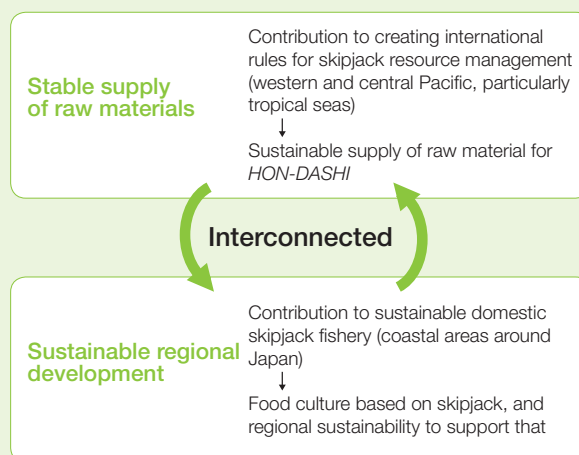 Stable supply
of raw materials
Contribution to creating international
rules for skipjack resource management
(western and central Pacific, particularly
tropical seas)
Sustainable supply of raw material for
HON-DASHI
Interconnected
Sustainable regional
development
Contribution to sustainable domestic
skipjack fishery (coastal areas around
Japan)
Food culture based on skipjack, and
regional sustainability to support that